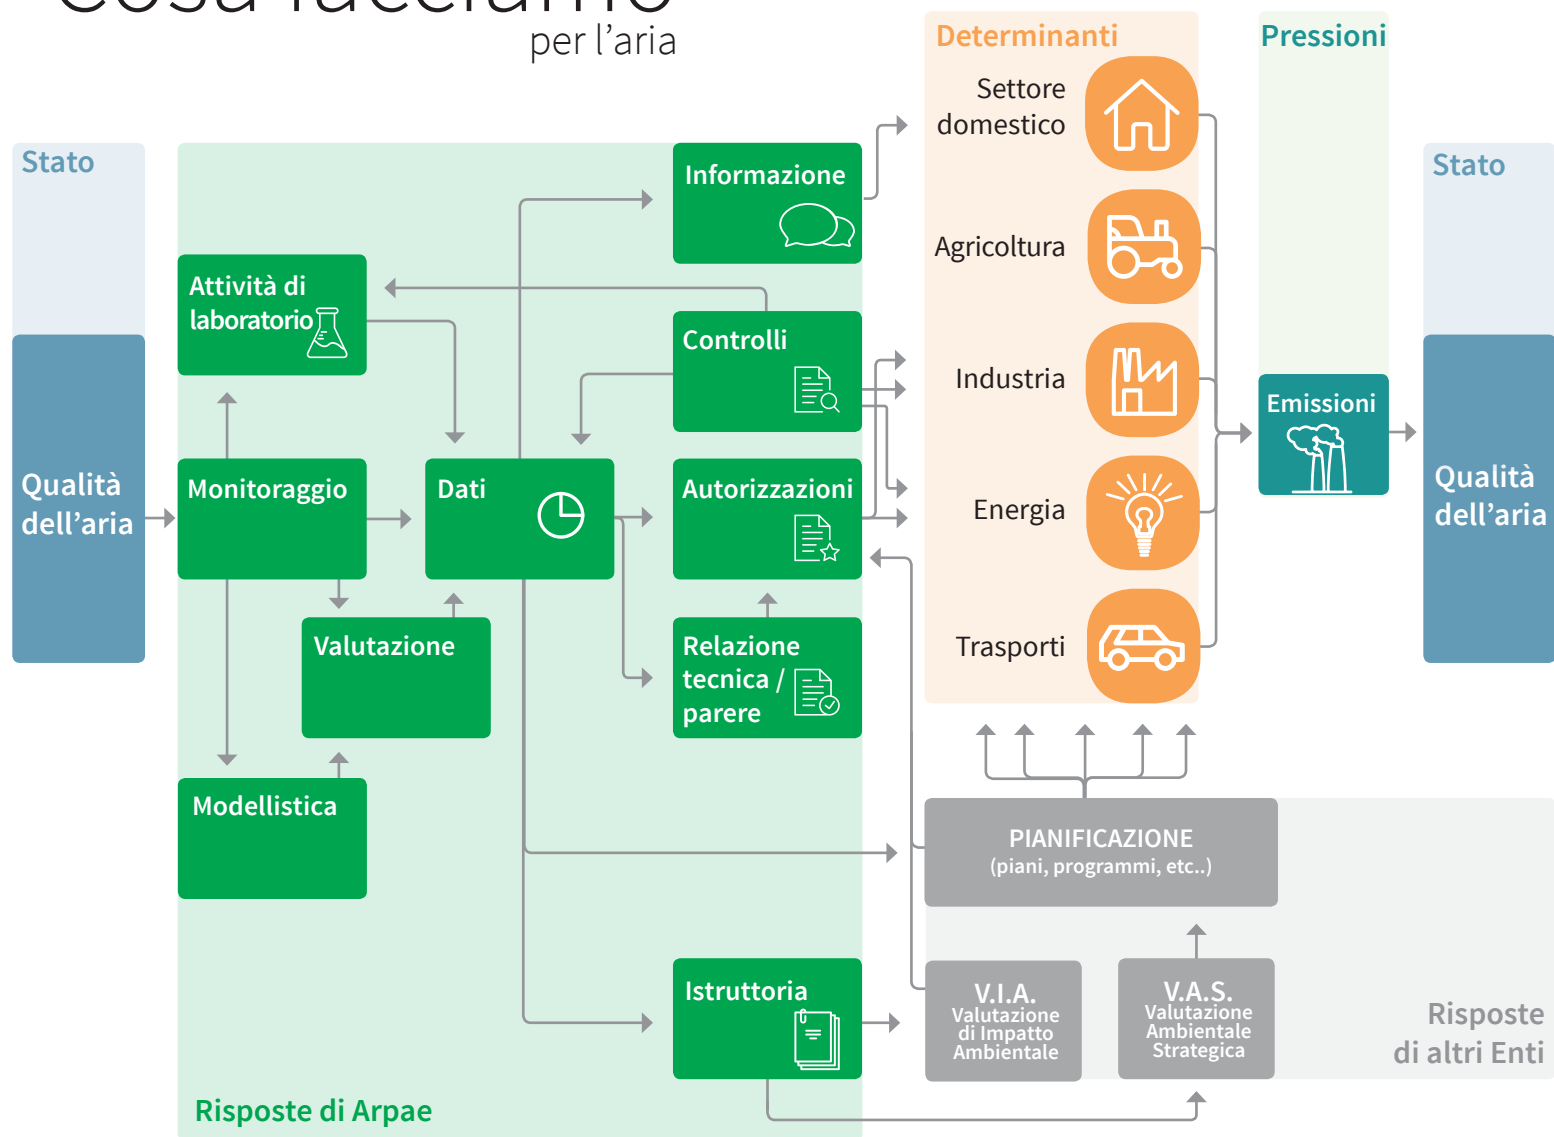 Cosa facciamo
per l’aria
Stato
Qualità
dell’aria
Attività di
laboratorio
Monitoraggio
Valutazione
Modellistica
Dati
Informazione
Controlli
Autorizzazioni
Relazione
tecnica /
parere
Istruttoria
Risposte di Arpae
Determinanti
Settore
domestico
Agricoltura
Industria
Energia
Trasporti
Pressioni
Emissioni
Stato
Qualità
dell’aria
PIANIFICAZIONE
(piani, programmi, etc..)
V.I.A.
Valutazione
di Impatto
Ambientale
V.A.S.
Valutazione
Ambientale
Strategica
Risposte
di altri Enti